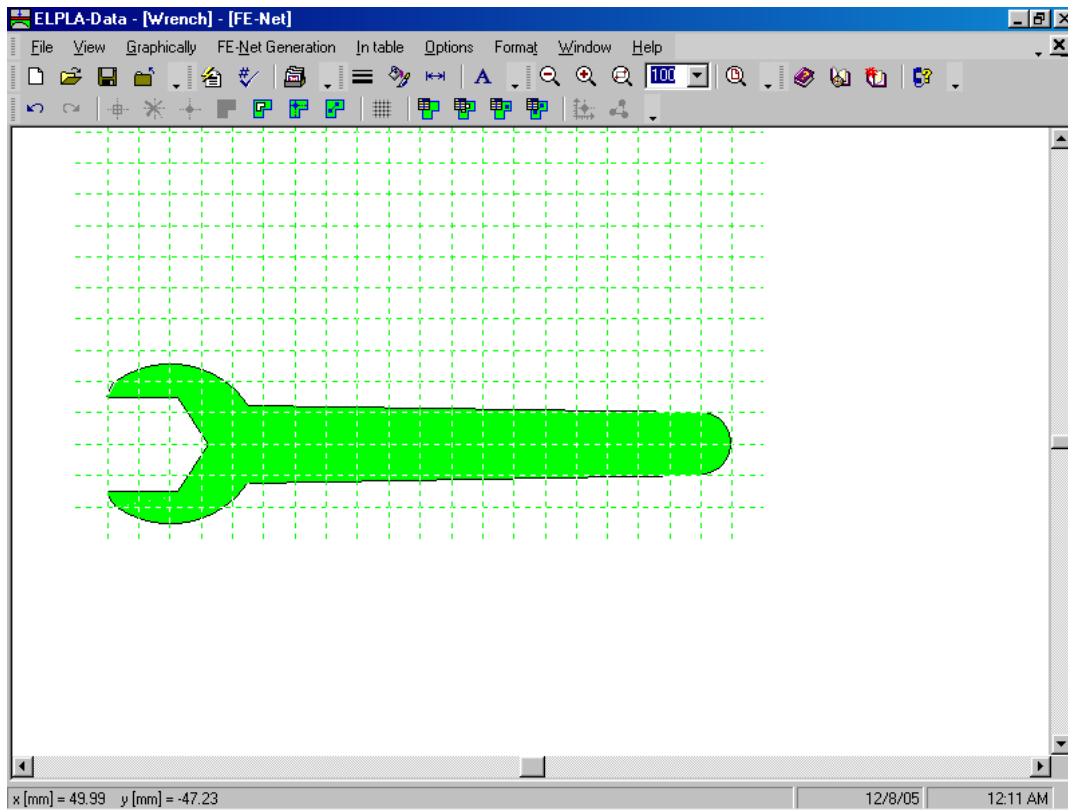 ELPLA-Data - [Wrench] - [FE-Net]
File View Graphically FE-Net Generation In table Options Format Window Help
A 100
x [mm] = 49.99 y [mm] = -47.23 12/8/05 12:11 AM